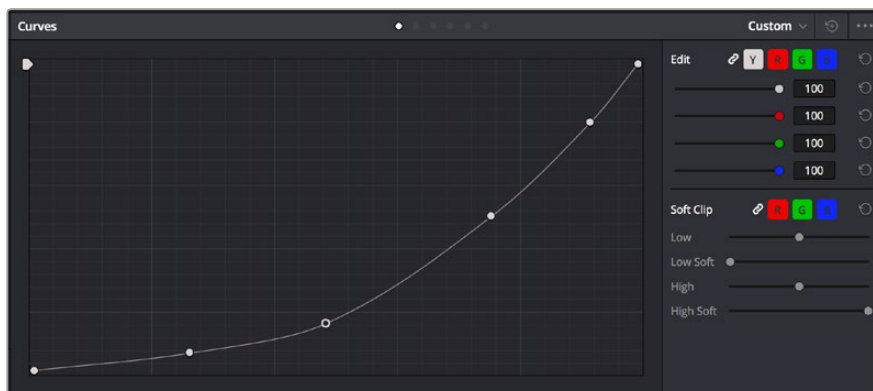 Curves
Custom
Edit Y R G B
100
100
100
100
Soft Clip R G B
Low
Low Soft
High
High Soft